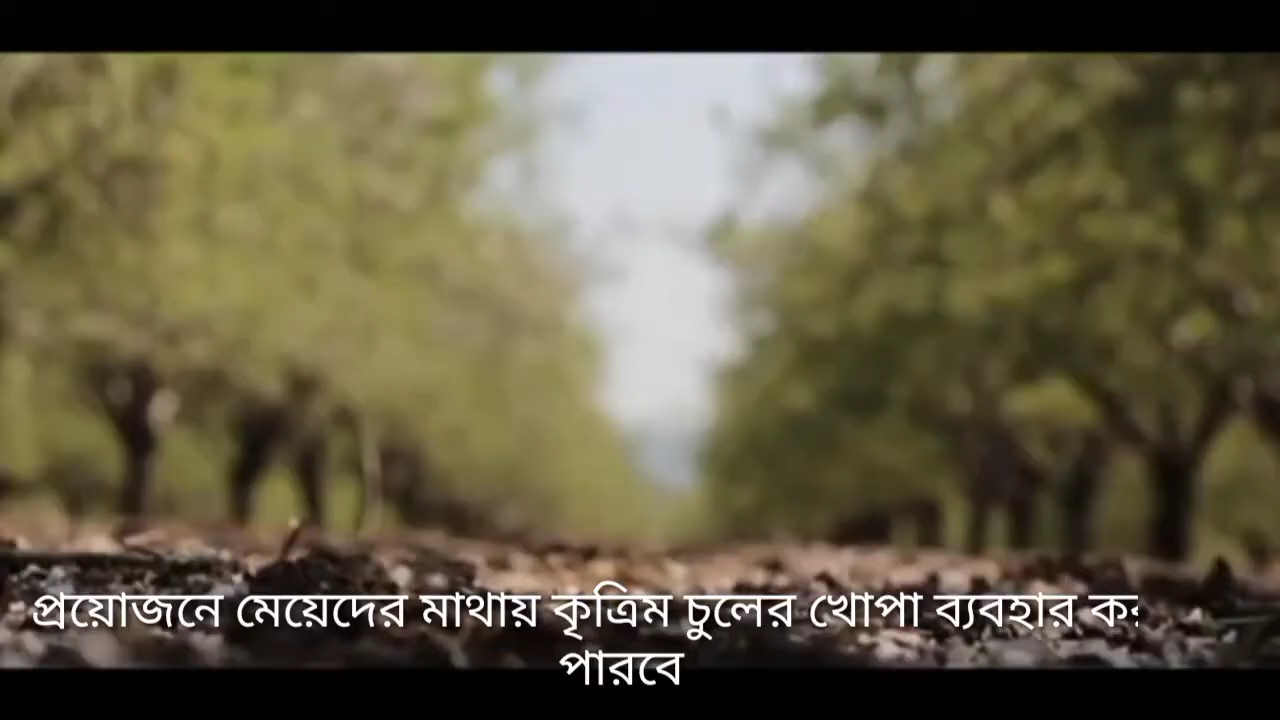 প্রয়োজনে মেয়েদের মাথায় কৃত্রিম চুলের খোপা ব্যবহার
পারবে